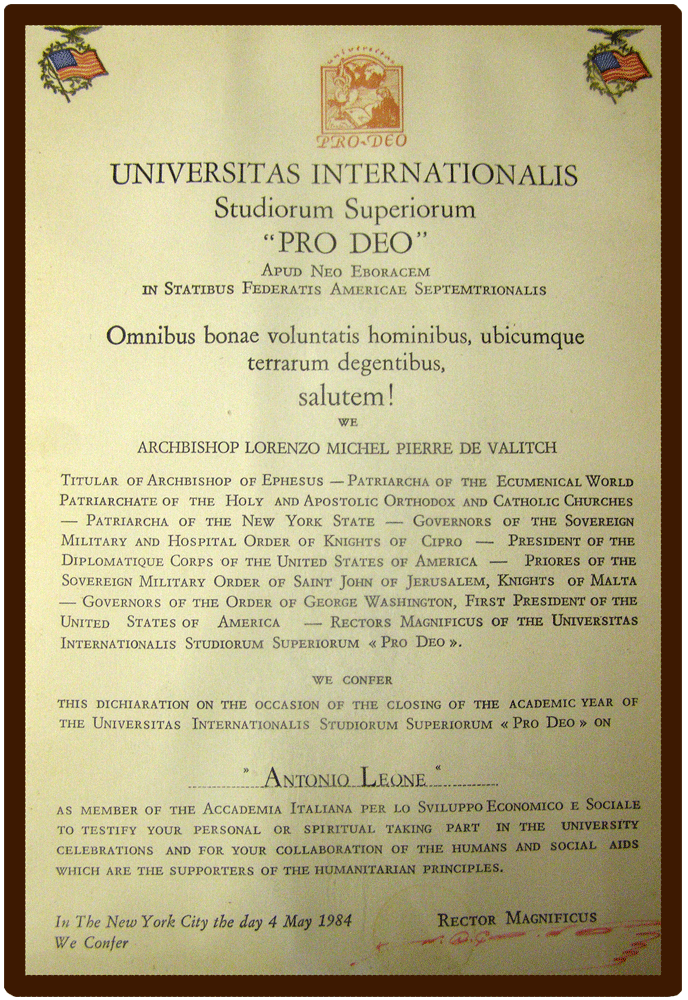 universitas
PRO-DEO
UNIVERSITAS INTERNATIONALIS
Studiorum Superiorum
“PRO DEO”
APUD NEO EBORACEM
IN STATIBUS FEDERATIS AMERICAE SEPTEMTRIONALIS
Omnibus bonae voluntatis hominibus, ubicumque
terrarum degentibus,
salutem!
WE
ARCHBISHOP LORENZO MICHEL PIERRE DE VALITCH
TITULAR OF ARCHBISHOP OF EPHESUS — PATRIARCHA OF THE ECUMENICAL WORLD
PATRIARCHATE OF THE HOLY AND APOSTOLIC ORTHODOX AND CATHOLIC CHURCHES
— PATRIARCHA OF THE NEW YORK STATE — GOVERNORS OF THE SOVEREIGN
MILITARY AND HOSPITAL ORDER OF KNIGHTS OF CIPRO — PRESIDENT OF THE
DIPLOMATIQUE CORPS OF THE UNITED STATES OF AMERICA — PRIORES OF THE
SOVEREIGN MILITARY ORDER OF SAINT JOHN OF JERUSALEM, KNIGHTS OF MALTA
— GOVERNORS OF THE ORDER OF GEORGE WASHINGTON, FIRST PRESIDENT OF THE
UNITED STATES OF AMERICA — RECTORS MAGNIFICUS OF THE UNIVERSITAS
INTERNATIONALIS STUDIORUM SUPERIORUM « PRO DEO ».
WE CONFER
THIS DICHIARATION ON THE OCCASION OF THE CLOSING OF THE ACADEMIC YEAR OF
THE UNIVERSITAS INTERNATIONALIS STUDIORUM SUPERIORUM « PRO DEO » ON
” ANTONIO LEONE “
AS MEMBER OF THE ACCADEMIA ITALIANA PER LO SVILUPPO ECONOMICO E SOCIALE
TO TESTIFY YOUR PERSONAL OR SPIRITUAL TAKING PART IN THE UNIVERSITY
CELEBRATIONS AND FOR YOUR COLLABORATION OF THE HUMANS AND SOCIAL AIDS
WHICH ARE THE SUPPORTERS OF THE HUMANITARIAN PRINCIPLES.
In The New York City the day 4 May 1984
We Confer
RECTOR MAGNIFICUS